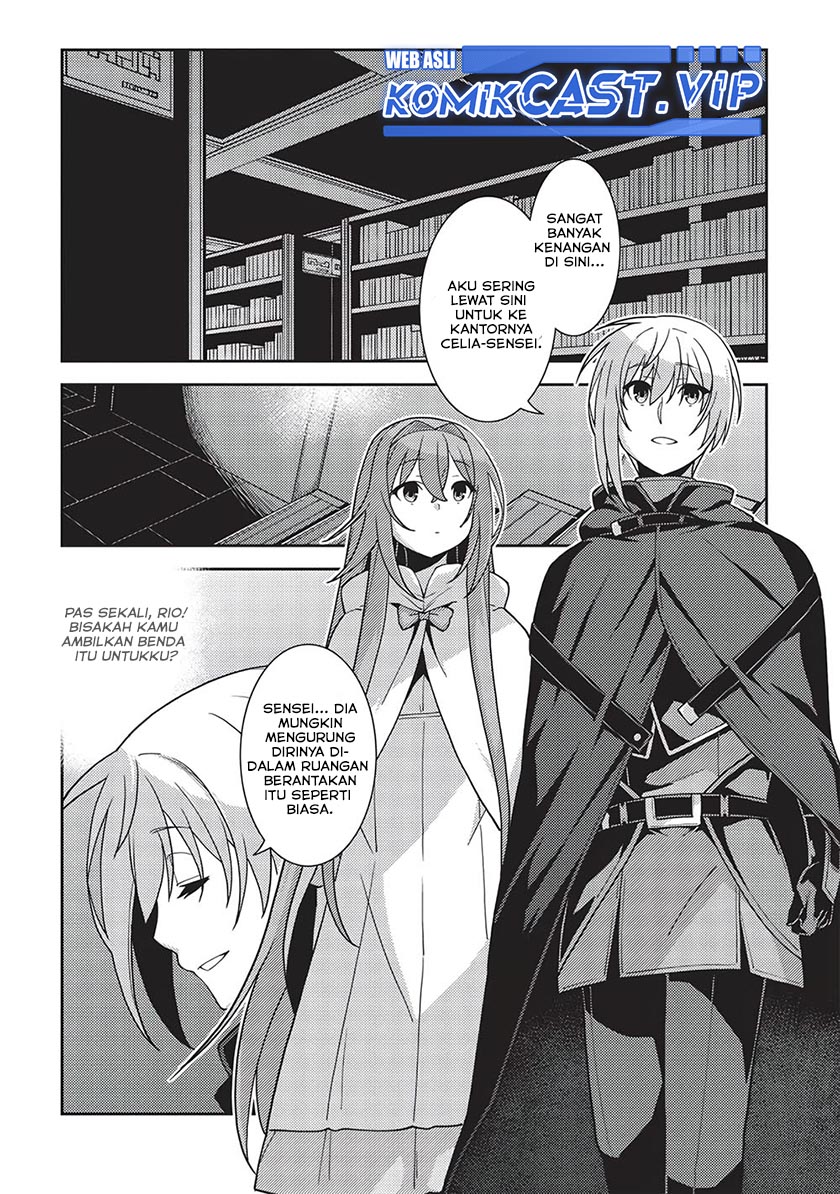 WEB ASLI
KOMIKCAST.VIP
SANGAT
BANYAK
KENANGAN
DI SINI...
AKU SERING
LEWAT SINI
UNTUK KE
KANTORNYA
CELIA-SENSEI.
PAS SEKALI, RIO!
BISAKAH KAMU
AMBILKAN BENDA
ITU UNTUKKU?
SENSEI... DIA
MUNGKIN
MENGURUNG
DIRINYA DI-
DALAM RUANGAN
BERANTAKAN
ITU SEPERTI
BIASA.